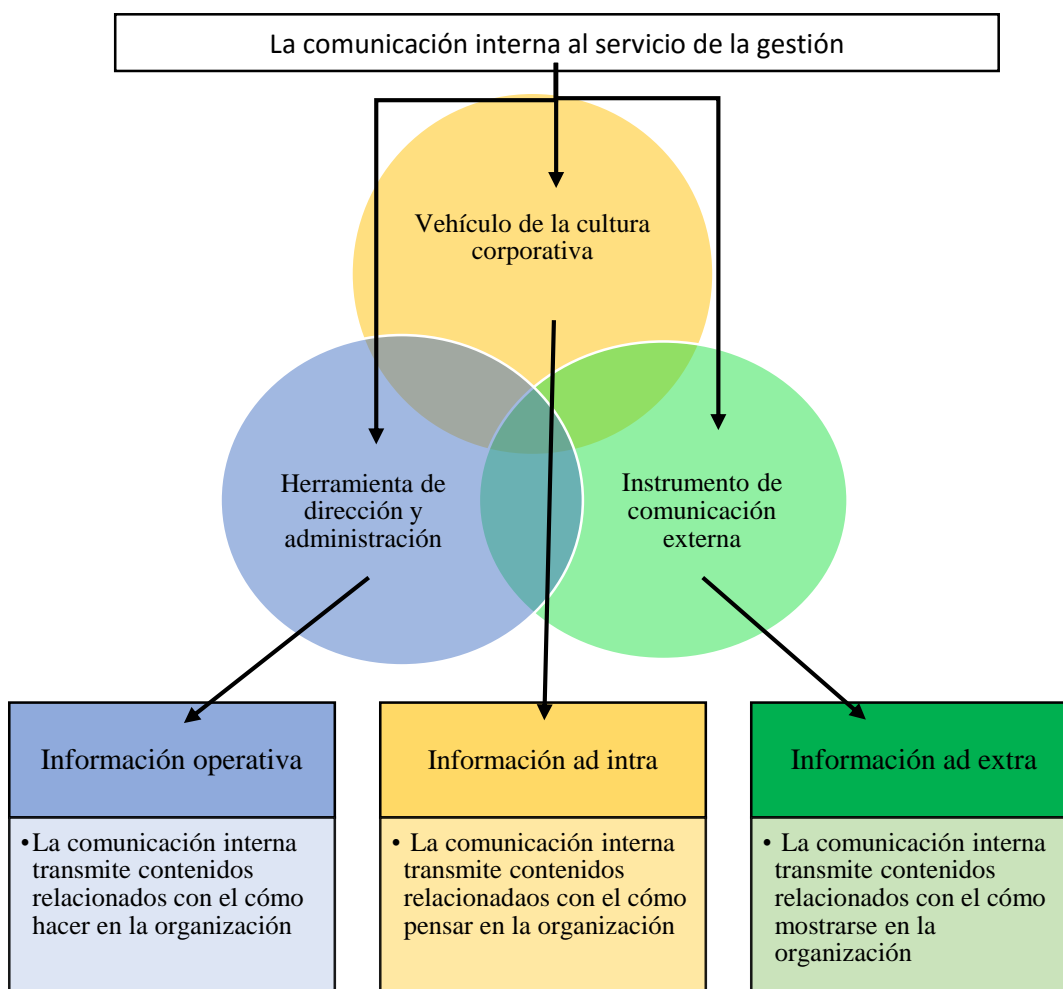 La comunicación interna al servicio de la gestión
Vehículo de la cultura
corporativa
Herramienta de
dirección y
administración
Instrumento de
comunicación
externa
Información operativa
•La comunicación interna
transmite contenidos
relacionados con el cómo
hacer en la organización
Información ad intra
• La comunicación interna
transmite contenidos
relacionadaos con el cómo
pensar en la organización
Información ad extra
• La comunicación interna
transmite contenidos
relacionados con el cómo
mostrarse en la
organización